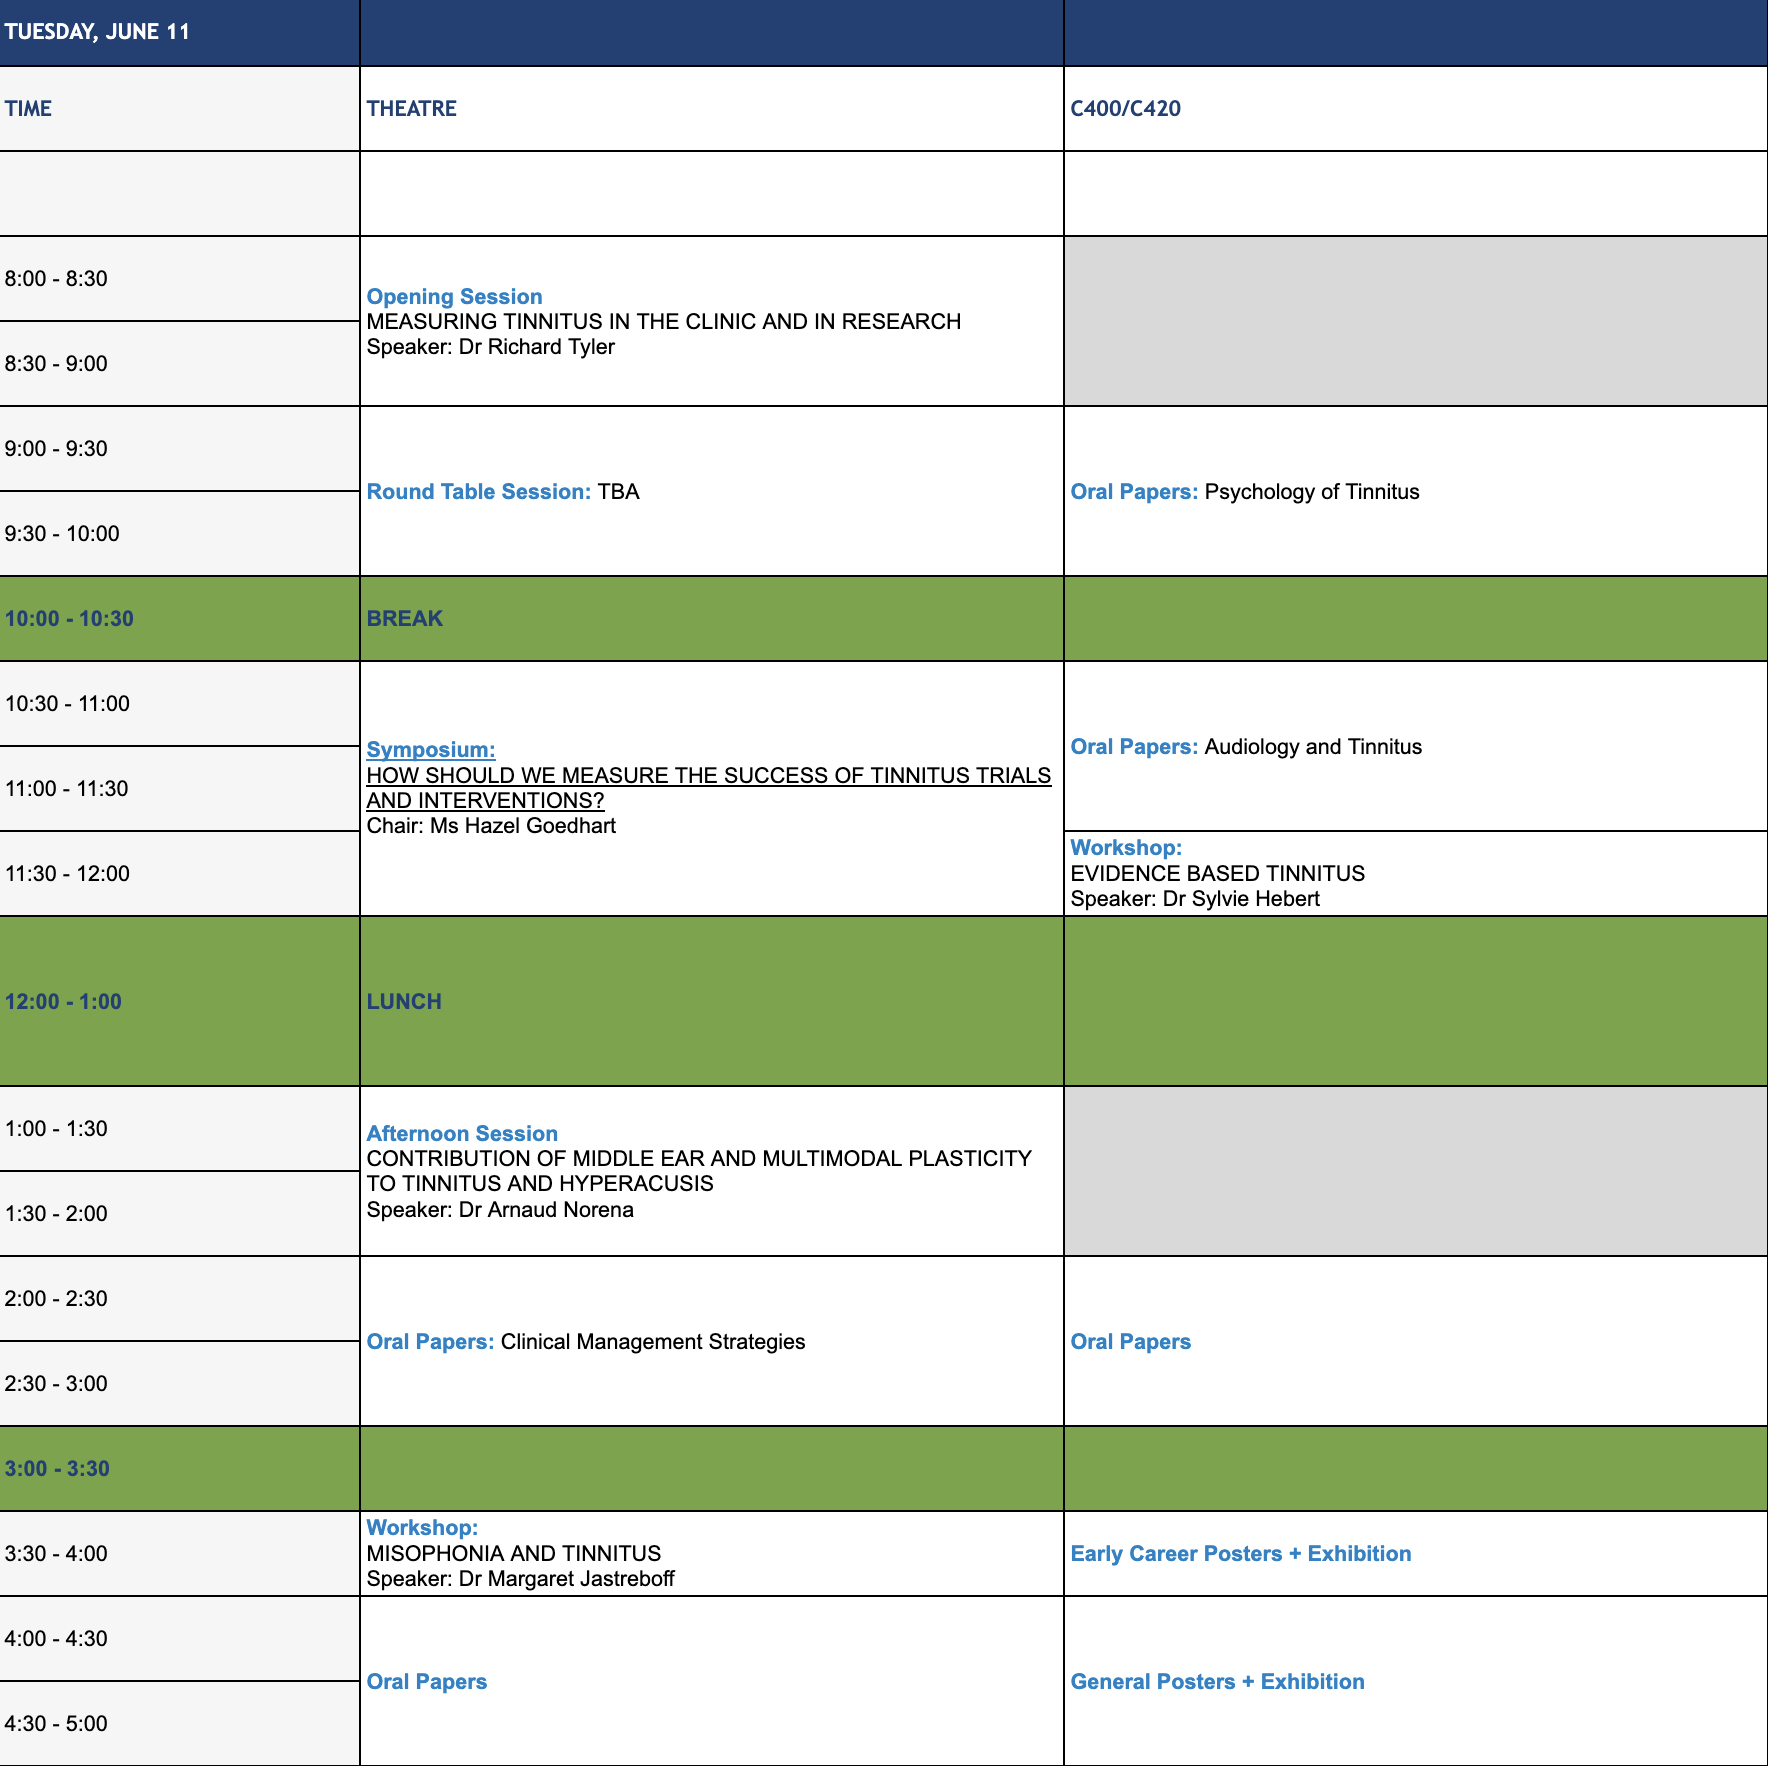 TUESDAY, JUNE 11
TIME
THEATRE
C400/C420
8:00 - 8:30
8:30 - 9:00
Opening Session
MEASURING TINNITUS IN THE CLINIC AND IN RESEARCH
Speaker: Dr Richard Tyler
9:00 - 9:30
9:30 - 10:00
Round Table Session: TBA
Oral Papers: Psychology of Tinnitus
10:00 - 10:30
BREAK
10:30 - 11:00
11:00 - 11:30
11:30 - 12:00
Symposium:
HOW SHOULD WE MEASURE THE SUCCESS OF TINNITUS TRIALS
AND INTERVENTIONS?
Chair: Ms Hazel Goedhart
Oral Papers: Audiology and Tinnitus
Workshop:
EVIDENCE BASED TINNITUS
Speaker: Dr Sylvie Hebert
12:00 - 1:00
LUNCH
1:00 - 1:30
1:30 - 2:00
Afternoon Session
CONTRIBUTION OF MIDDLE EAR AND MULTIMODAL PLASTICITY
TO TINNITUS AND HYPERACUSIS
Speaker: Dr Arnaud Norena
2:00 - 2:30
2:30 - 3:00
Oral Papers: Clinical Management Strategies
Oral Papers
3:00 - 3:30
3:30 - 4:00
Workshop:
MISOPHONIA AND TINNITUS
Speaker: Dr Margaret Jastreboff
Early Career Posters + Exhibition
4:00 - 4:30
4:30 - 5:00
Oral Papers
General Posters + Exhibition